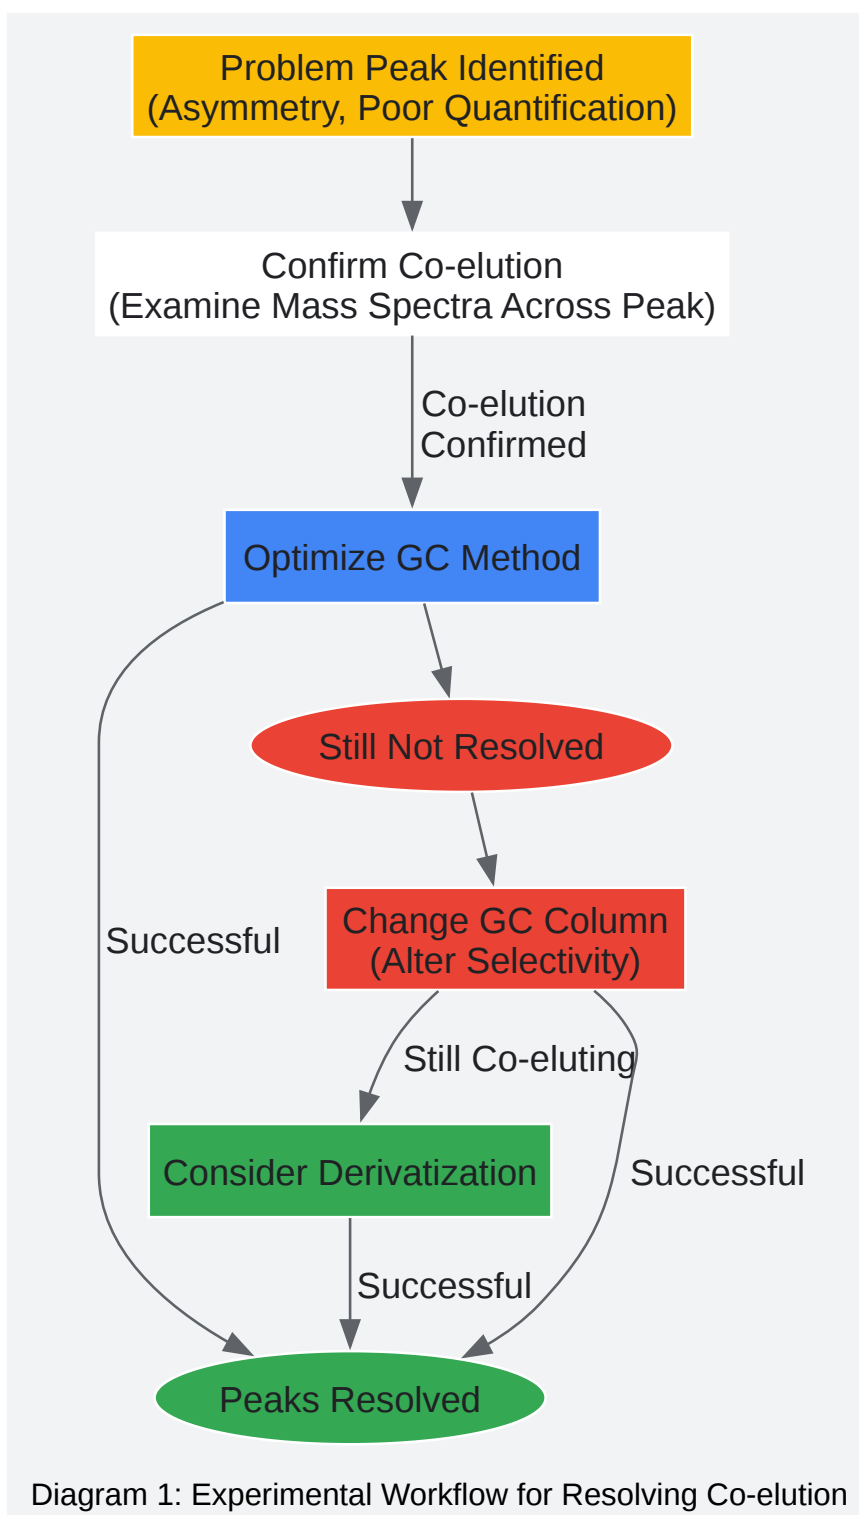 Problem Peak Identified
(Asymmetry, Poor Quantification)
Confirm Co-elution
(Examine Mass Spectra Across Peak)
Co-elution
Confirmed
Optimize GC Method
Still Not Resolved
Successful
Change GC Column
(Alter Selectivity)
Still Co-eluting
Consider Derivatization
Successful
Successful
Peaks Resolved
Diagram 1: Experimental Workflow for Resolving Co-elution